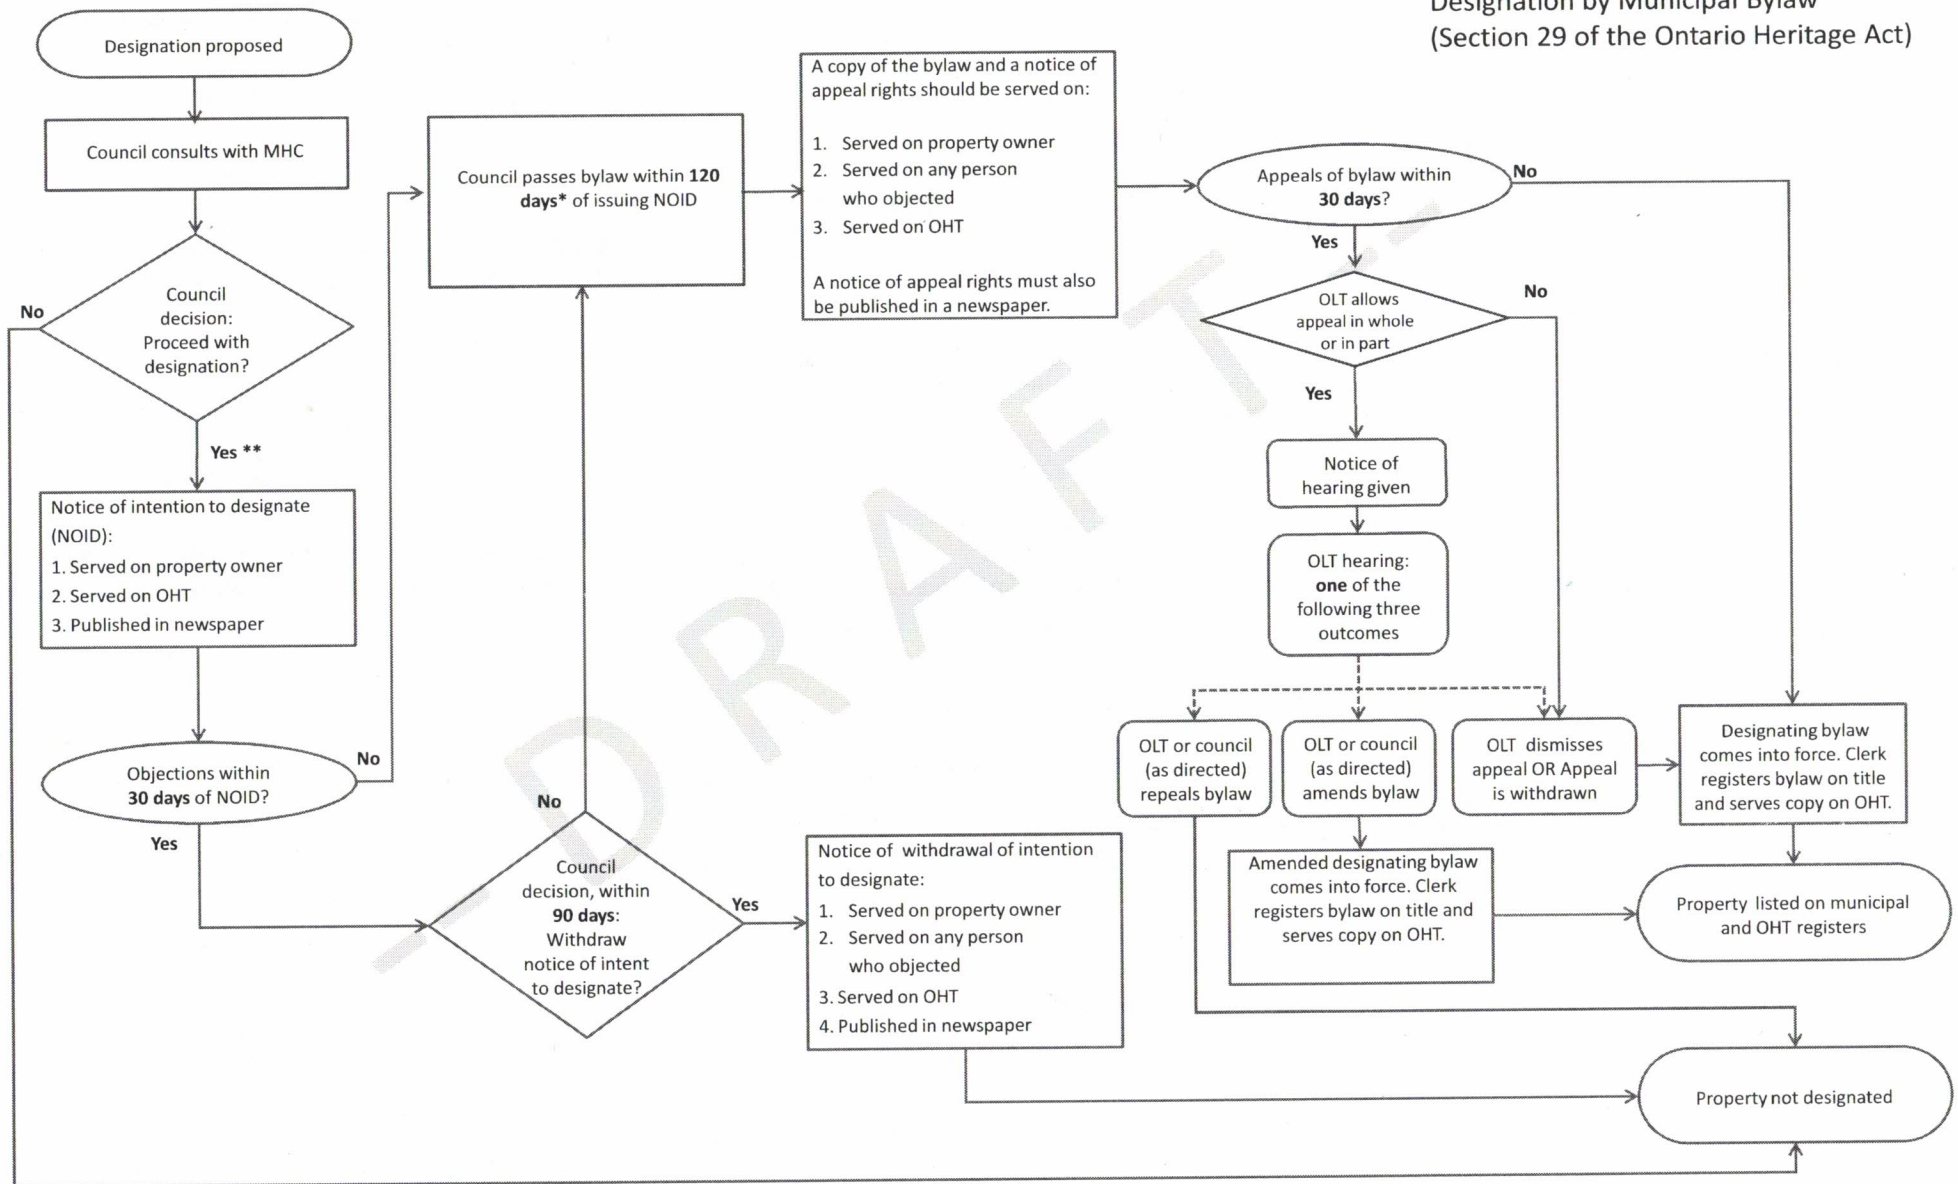 Designation by Municipal Bylaw
(Section 29 of the Ontario Heritage Act)
Designation proposed
Council consults with MHC
Council
decision:
Proceed with
designation?
No
Yes **
Notice of intention to designate
(NOID):
1. Served on property owner
2. Served on OHT
3. Published in newspaper
Objections within
30 days of NOID?
No
Yes
Council passes bylaw within 120
days* of issuing NOID
No
Council
decision, within
90 days:
Withdraw
notice of intent
to designate?
Yes
Notice of withdrawal of intention
to designate:
1. Served on property owner
2. Served on any person
who objected
3. Served on OHT
4. Published in newspaper
A copy of the bylaw and a notice of
appeal rights should be served on:
1. Served on property owner
2. Served on any person
who objected
3. Served on OHT
A notice of appeal rights must also
be published in a newspaper.
Appeals of bylaw within
30 days?
No
Yes
OLT allows
appeal in whole
or in part
No
Yes
Notice of
hearing given
OLT hearing:
one of the
following three
outcomes
OLT or council
(as directed)
repeals bylaw
OLT or council
(as directed)
amends bylaw
OLT dismisses
appeal OR Appeal
is withdrawn
Designating bylaw
comes into force. Clerk
registers bylaw on title
and serves copy on OHT.
Amended designating bylaw
comes into force. Clerk
registers bylaw on title and
serves copy on OHT.
Property listed on municipal
and OHT registers
Property not designated
- DRAFT --